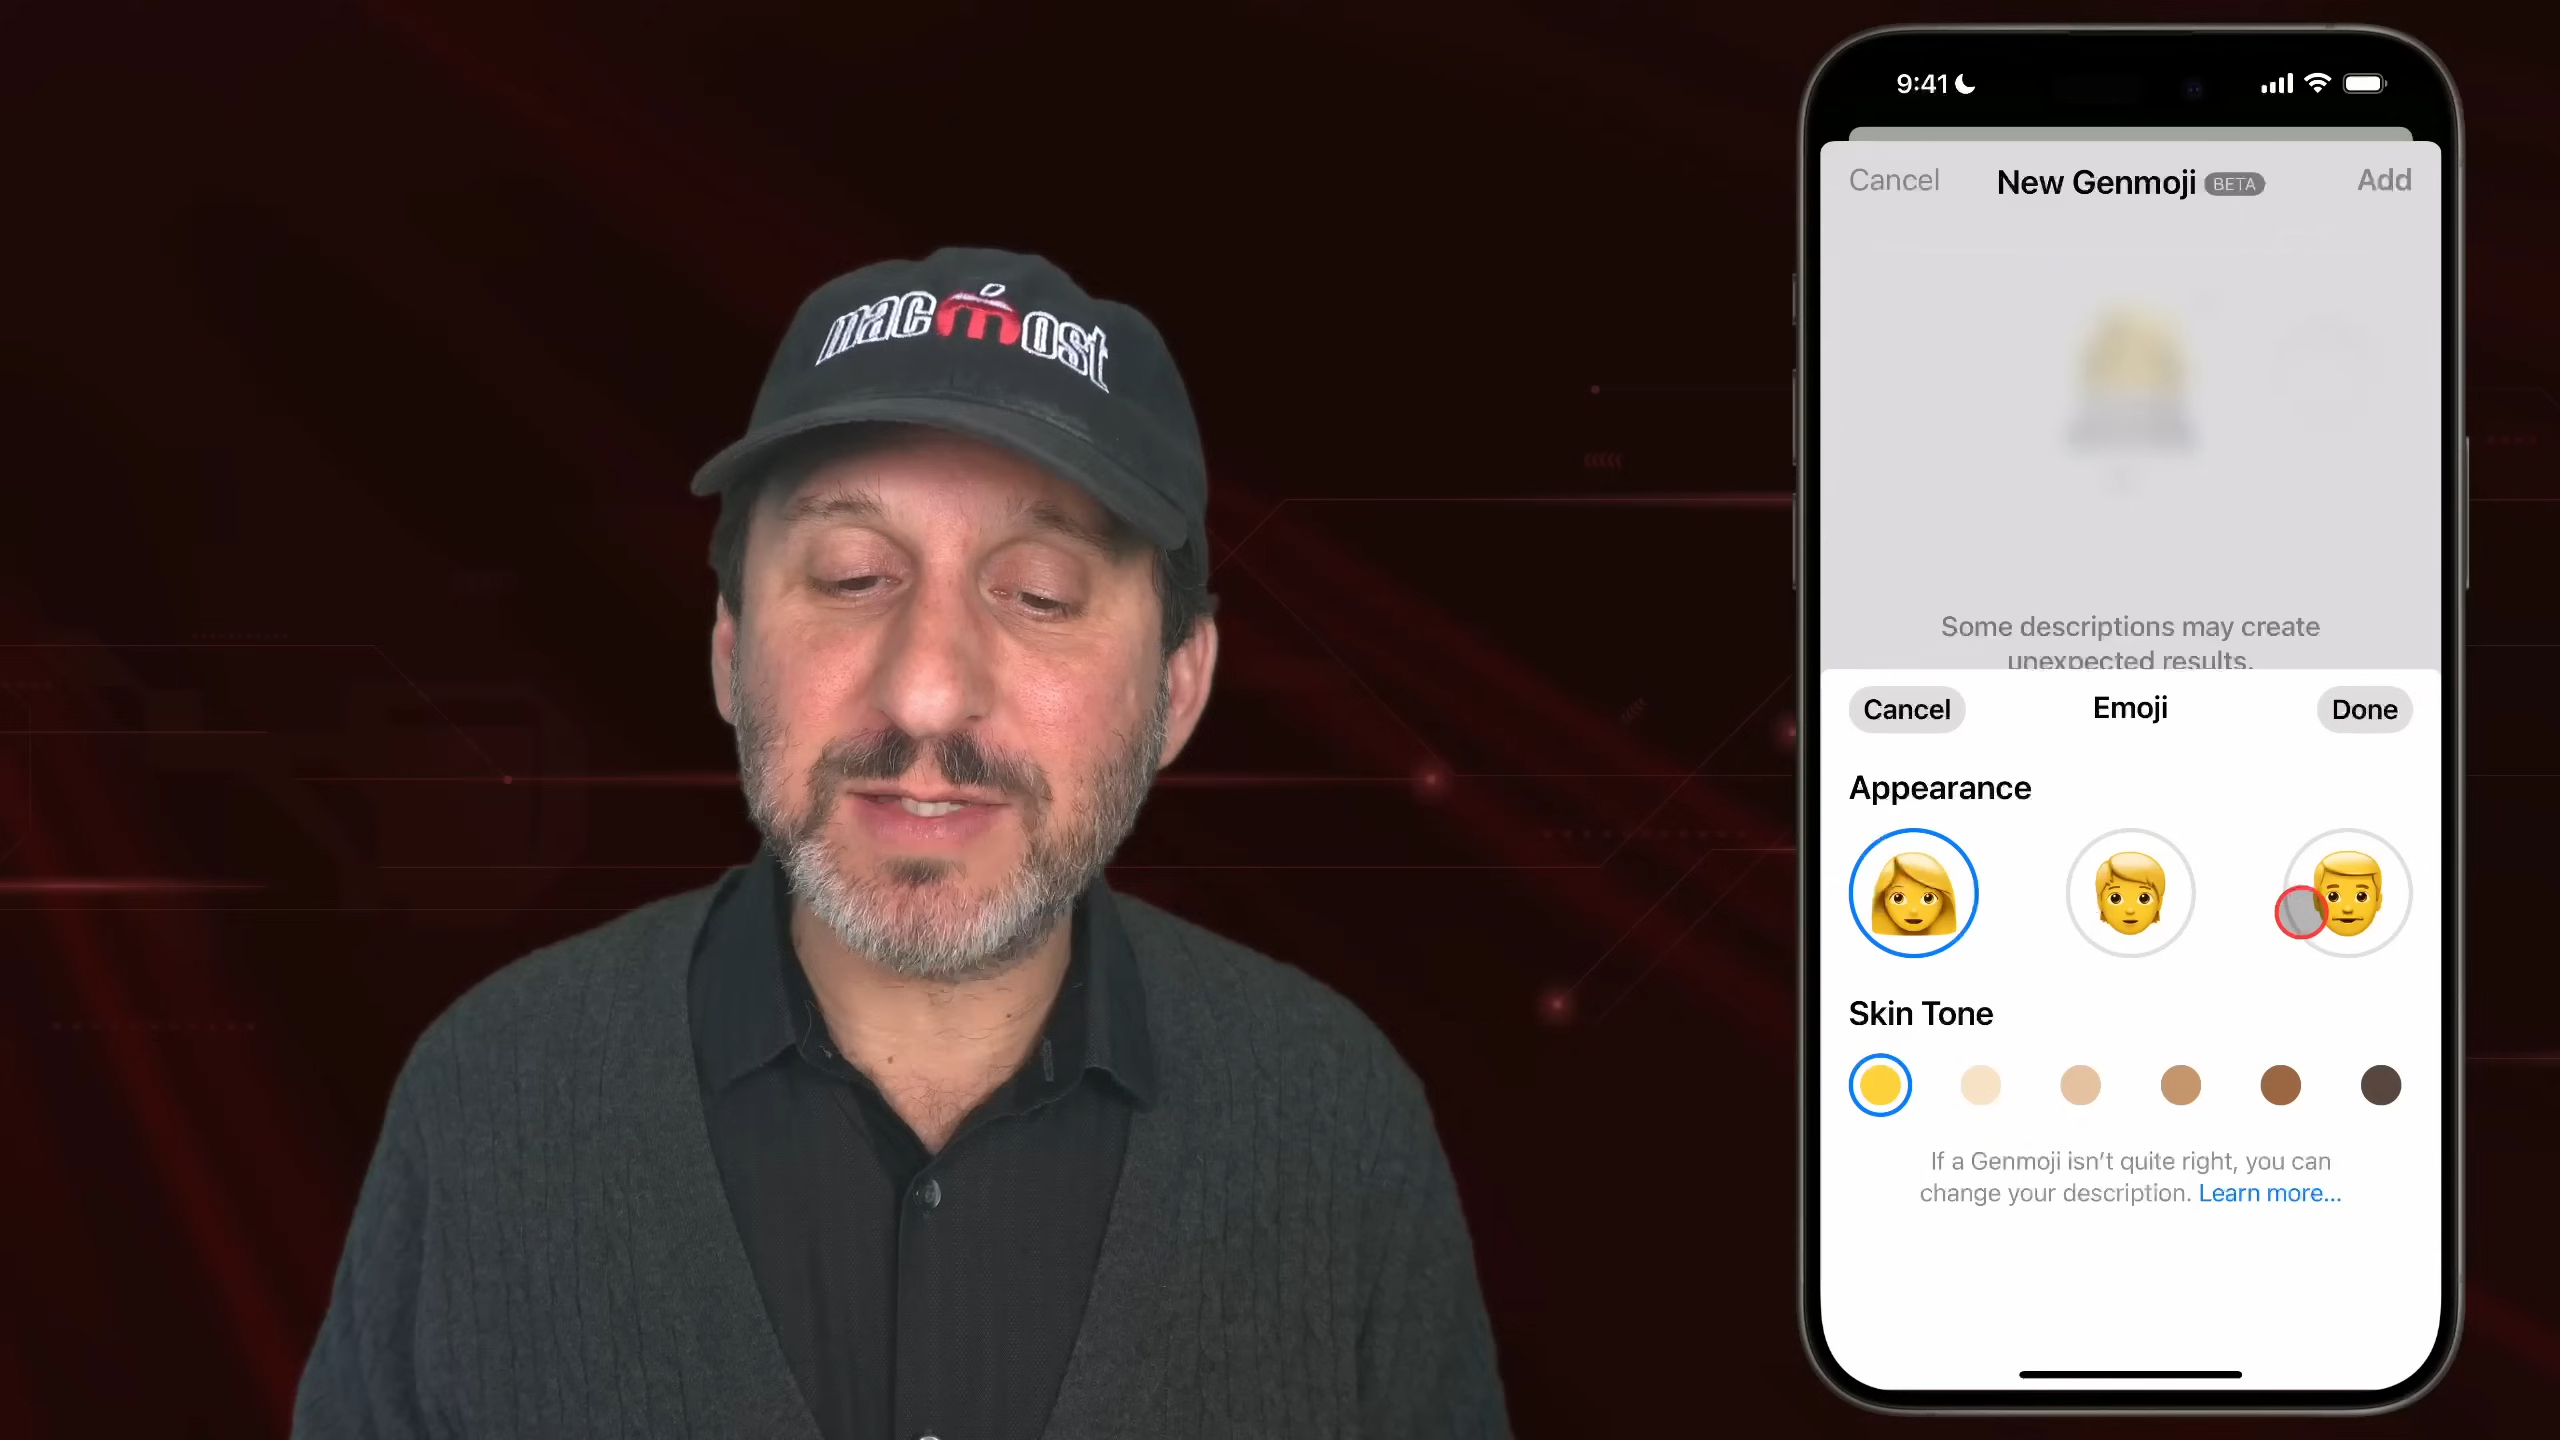 macmost
9:41
Cancel
New Genmoji BETA
Add
Some descriptions may create
unexpected results.
Cancel
Emoji
Done
Appearance
Skin Tone
If a Genmoji isn't quite right, you can
change your description. Learn more...